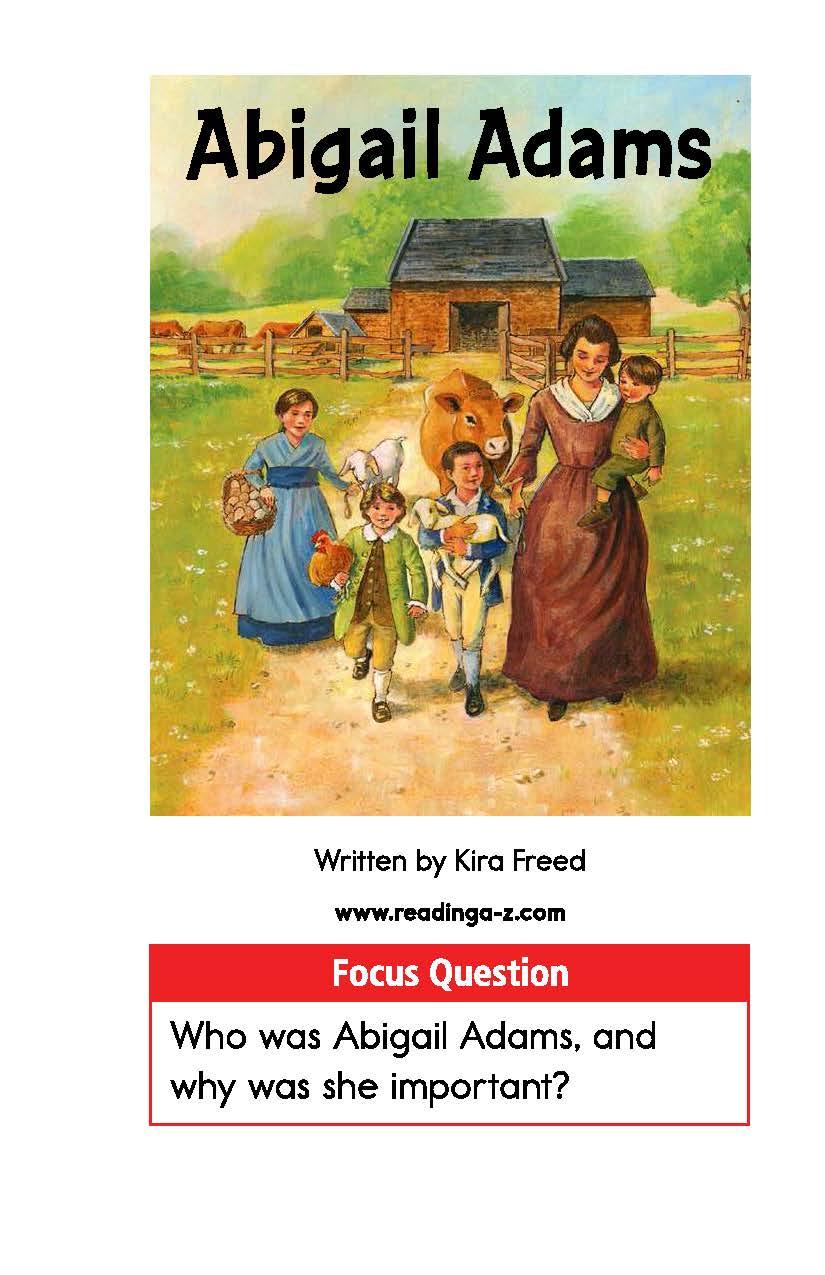 Abigail Adams
Written by Kira Freed
www.readinga-z.com
Focus Question
Who was Abigail Adams, and
why was she important?